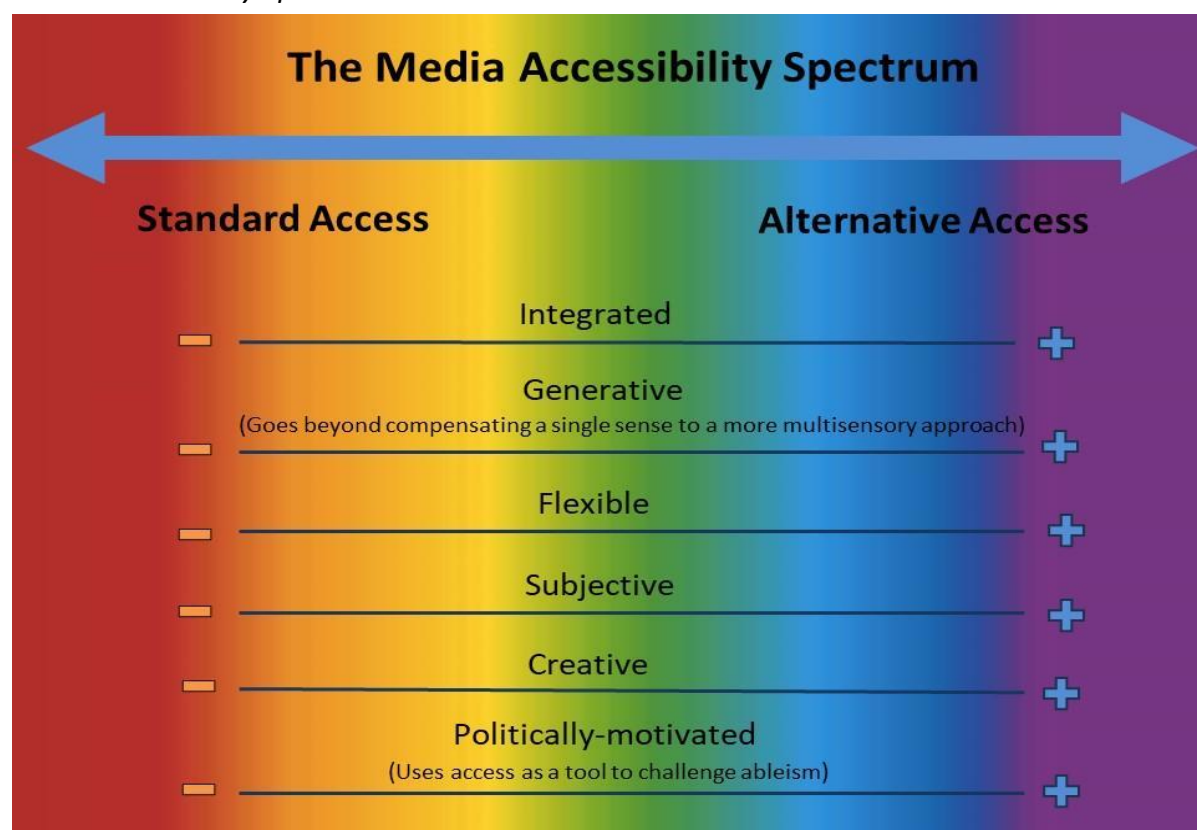 The Media Accessibility Spectrum
Standard Access
Alternative Access
Integrated
Generative
(Goes beyond compensating a single sense to a more multisensory approach)
Flexible
Subjective
Creative
Politically-motivated
(Uses access as a tool to challenge ableism)